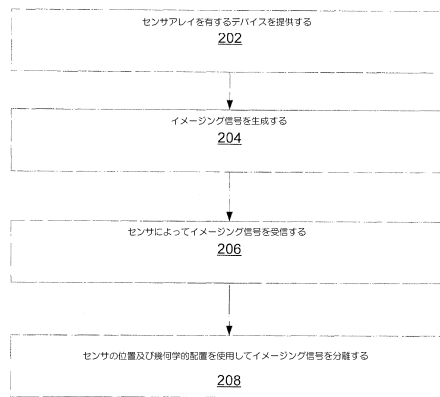 センサアレイを有するデバイスを提供する
202
イメージング信号を生成する
204
センサによってイメージング信号を受信する
206
センサの位置及び幾何学的配置を使用してイメージング信号を分離する
208